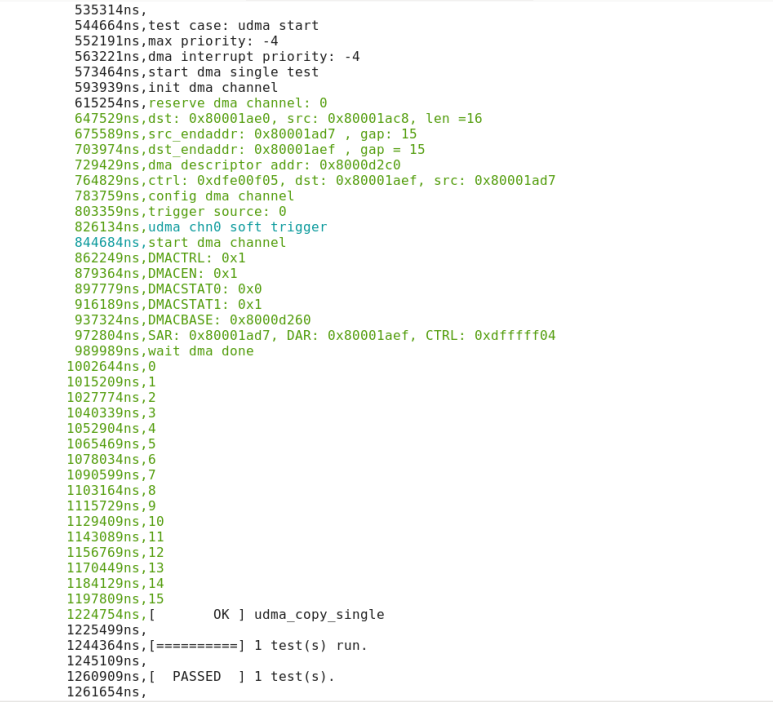 535314ns,
544664ns,test case: udma start
552191ns,max priority: -4
563221ns,dma interrupt priority: -4
573464ns,start dma single test
593939ns,init dma channel
615254ns,reserve dma channel: 0
647529ns,dst: 0x80001ae0, src: 0x80001ac8, len =16
675589ns,src_endaddr: 0x80001ad7 , gap: 15
703974ns,dst_endaddr: 0x80001aef , gap = 15
729429ns,dma descriptor addr: 0x8000d2c0
764829ns,ctrl: 0xdfe00f05, dst: 0x80001aef, src: 0x80001ad7
783759ns,config dma channel
803359ns,trigger source: 0
826134ns,udma chn0 soft trigger
844684ns,start dma channel
862249ns,DMACTRL: 0x1
879364ns,DMACEN: 0x1
897779ns,DMACSTAT0: 0x0
916189ns,DMACSTAT1: 0x1
937324ns,DMACBASE: 0x8000d260
972804ns,SAR: 0x80001ad7, DAR: 0x80001aef, CTRL: 0xdfffff04
989989ns,wait dma done
1002644ns,0
1015209ns,1
1027774ns,2
1040339ns,3
1052904ns,4
1065469ns,5
1078034ns,6
1090599ns,7
1103164ns,8
1115729ns,9
1129409ns,10
1143089ns,11
1156769ns,12
1170449ns,13
1184129ns,14
1197809ns,15
1224754ns,[       OK ] udma_copy_single
1225499ns,
1244364ns,[==========] 1 test(s) run.
1245109ns,
1260909ns,[  PASSED  ] 1 test(s).
1261654ns,